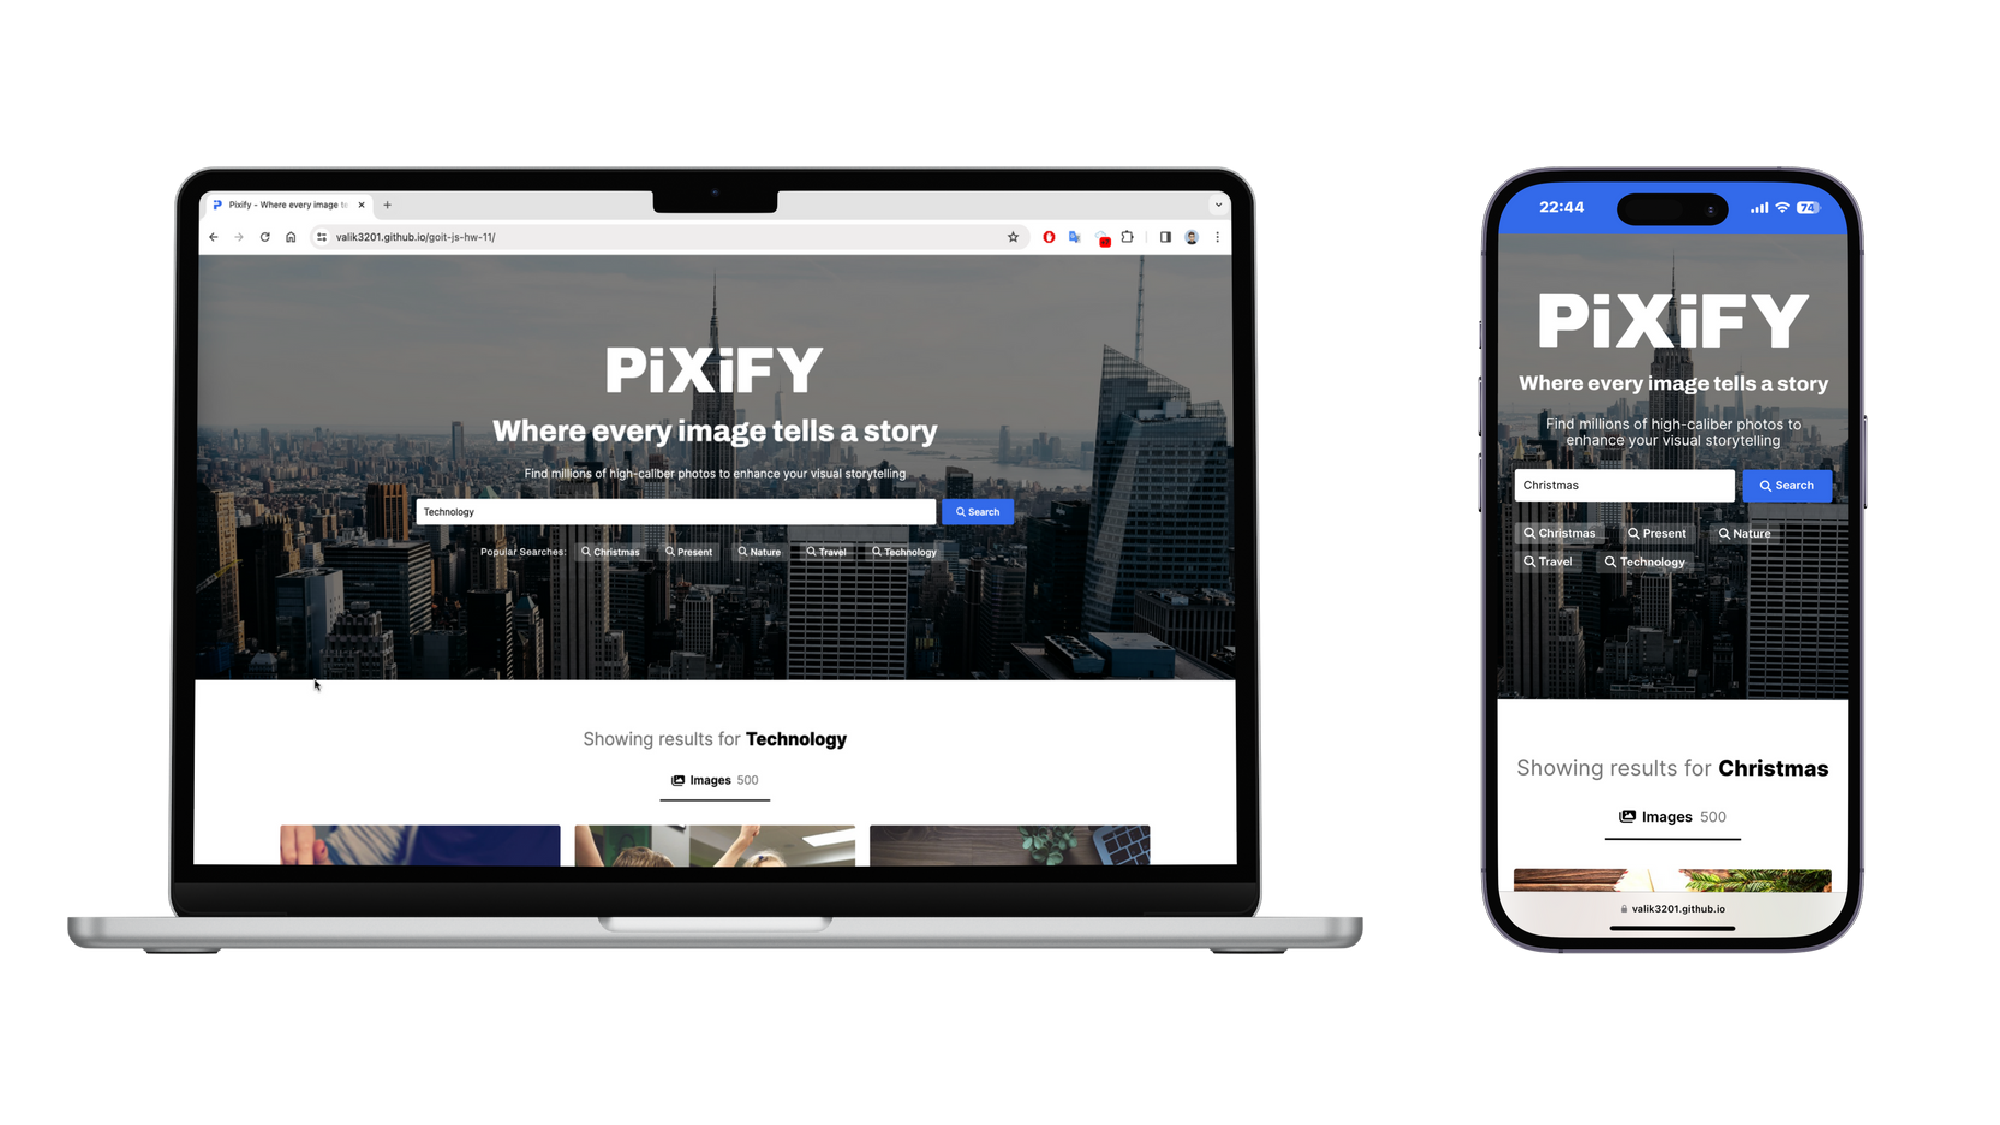 Pixify - Where every image te
valik3201.github.io/goit-js-hw-11/
PiXiFY
Where every image tells a story
Find millions of high-caliber photos to enhance your visual storytelling
Technology
Search
Popular Searches: Christmas Present Nature Travel Technology
Showing results for Technology
Images 500
22:44 74
PiXiFY
Where every image tells a story
Find millions of high-caliber photos to
enhance your visual storytelling
Christmas
Search
Christmas Present Nature
Travel Technology
Showing results for Christmas
Images 500
valik3201.github.io